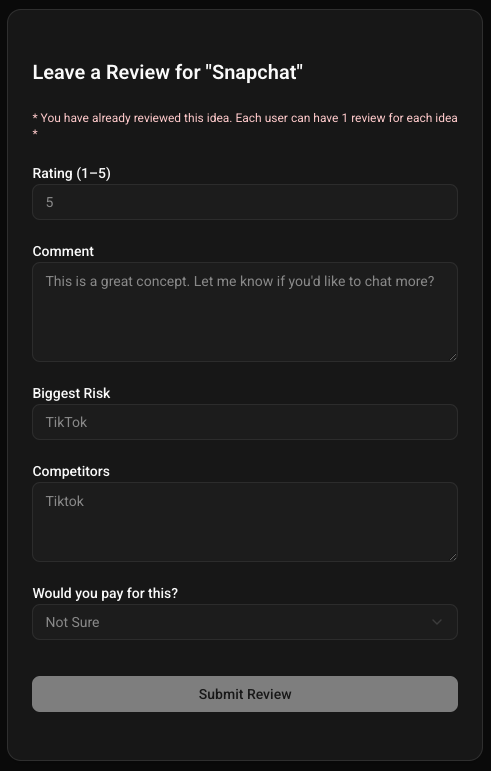 Leave a Review for "Snapchat"
* You have already reviewed this idea. Each user can have 1 review for each idea
*
Rating (1–5)
5
Comment
This is a great concept. Let me know if you'd like to chat more?
Biggest Risk
TikTok
Competitors
Tiktok
Would you pay for this?
Not Sure
Submit Review